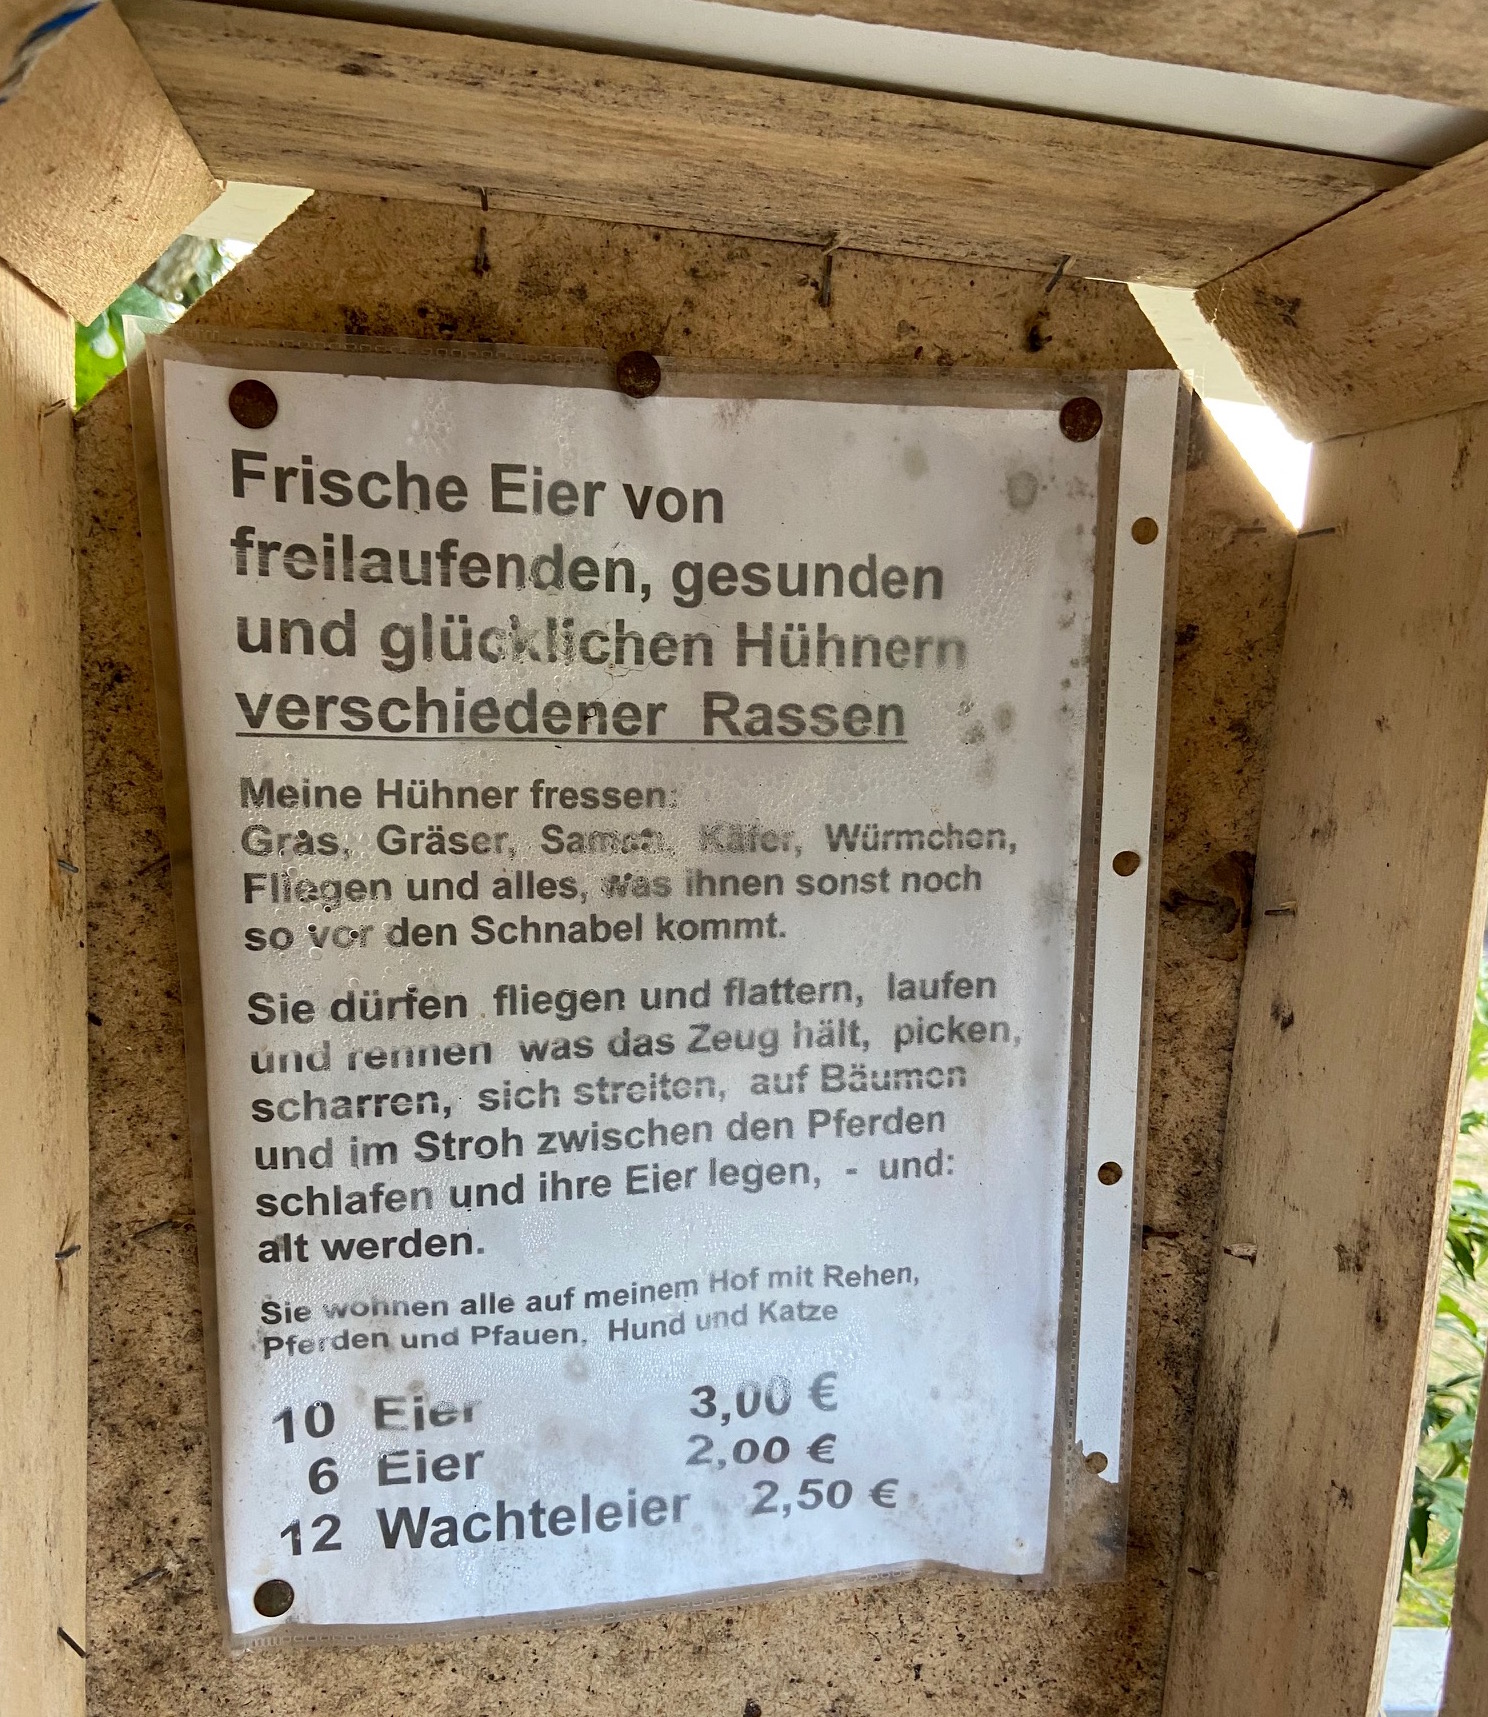 Frische Eier von
freilaufenden, gesunden
und glücklichen Hühnern
verschiedener Rassen
Meine Hühner fressen:
Gras, Gräser, Samen, Käfer, Würmchen,
Fliegen und alles, was ihnen sonst noch
so vor den Schnabel kommt.
Sie dürfen fliegen und flattern, laufen
und rennen was das Zeug hält, picken,
scharren, sich streiten, auf Bäumen
und im Stroh zwischen den Pferden
schlafen und ihre Eier legen, - und:
alt werden.
Sie wohnen alle auf meinem Hof mit Rehen,
Pferden und Pfauen, Hund und Katze
10 Eier 3,00 €
6 Eier 2,00 €
12 Wachteleier 2,50 €